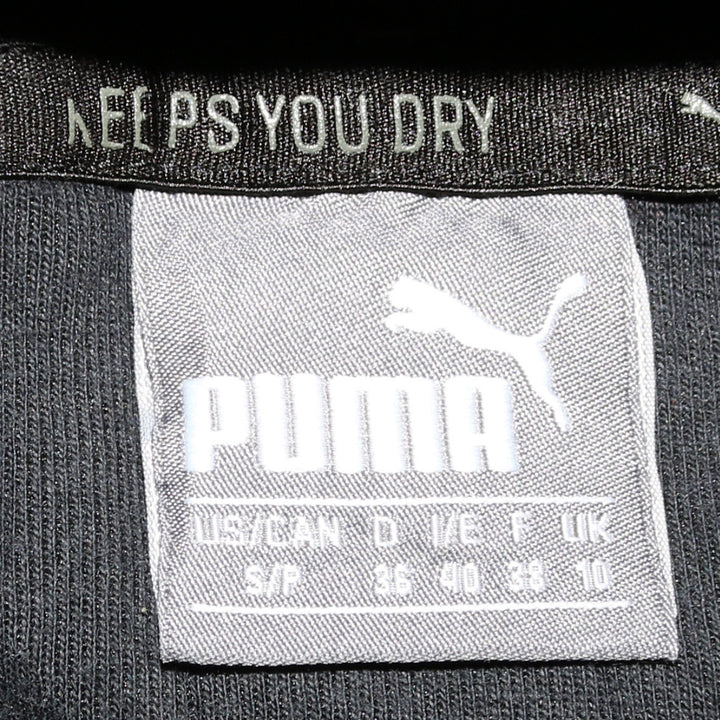 KEEPS YOU DRY
PUMA
US/CAN D I/E F UK
S/P 36 40 38 10